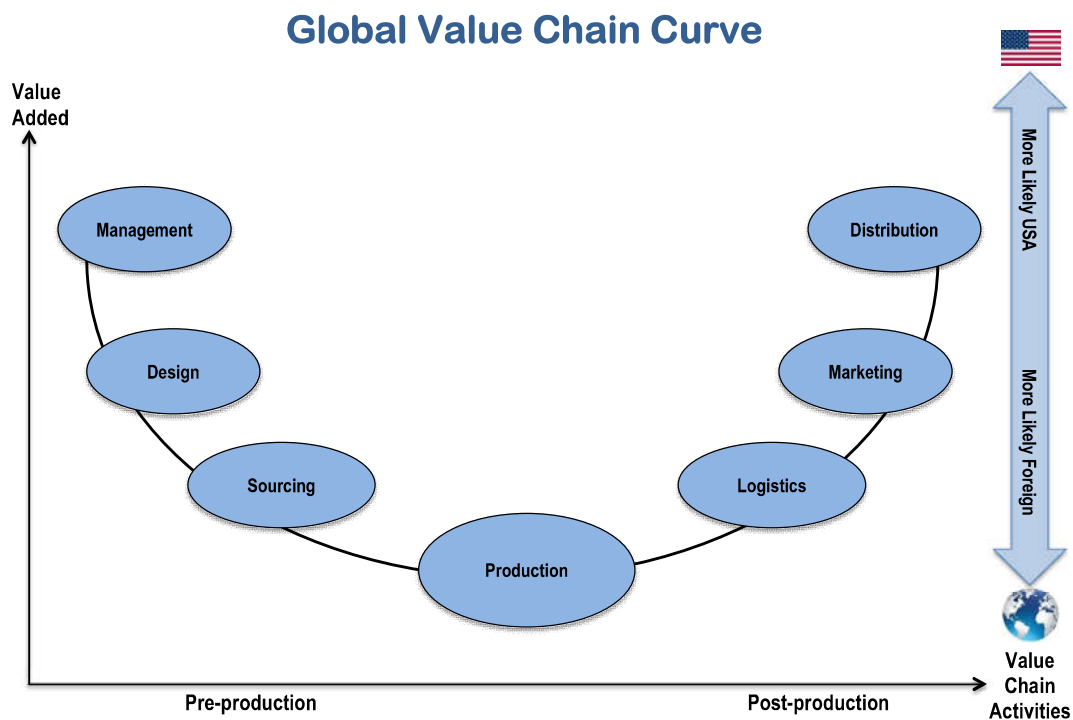 Global Value Chain Curve
Value
Added
More Likely USA
Management
Distribution
Design
Marketing
More Likely Foreign
Sourcing
Logistics
Production
Pre-production
Post-production
Value
Chain
Activities